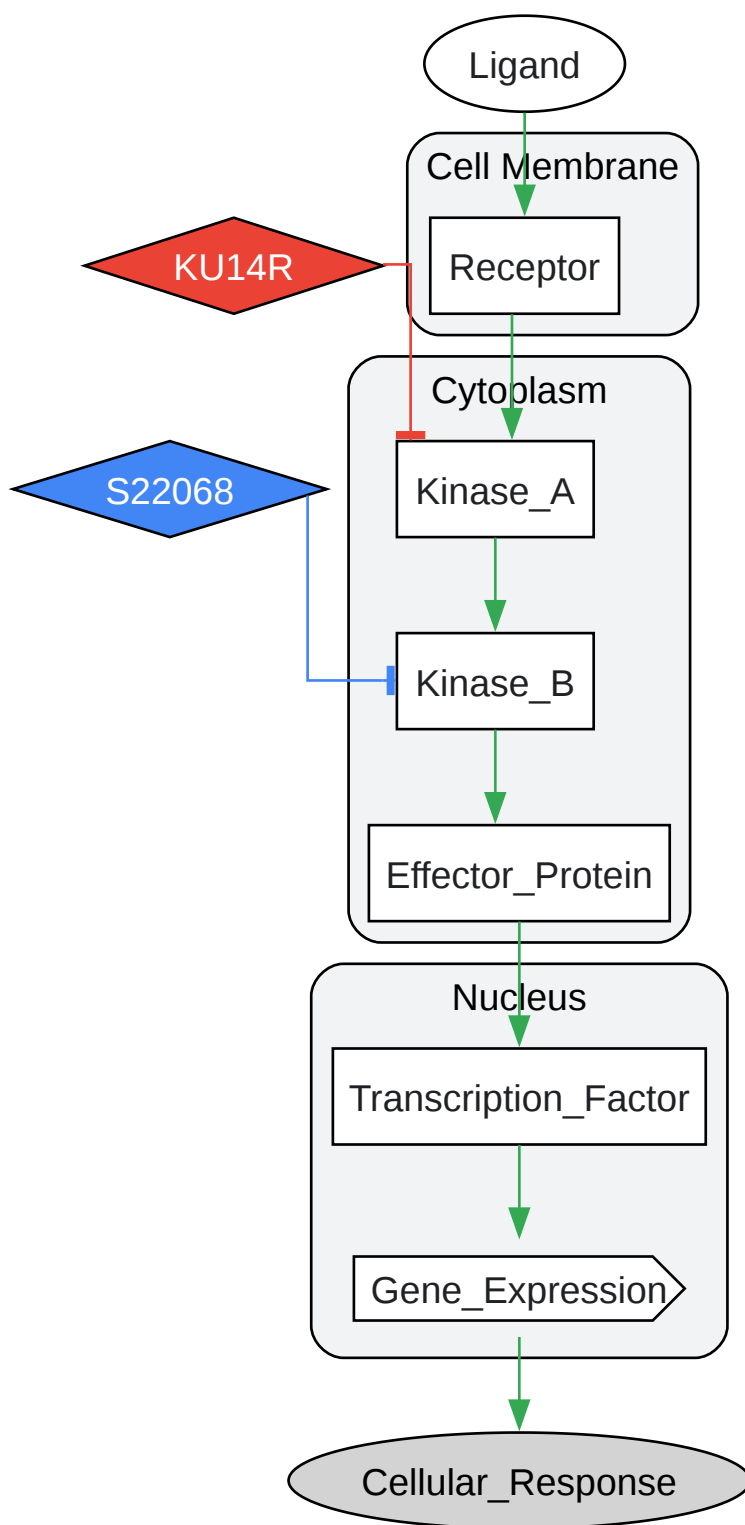 Ligand
Cell Membrane
KU14R
Receptor
Cytoplasm
S22068
Kinase_A
Kinase_B
Effector_Protein
Nucleus
Transcription_Factor
Gene_Expression
Cellular_Response